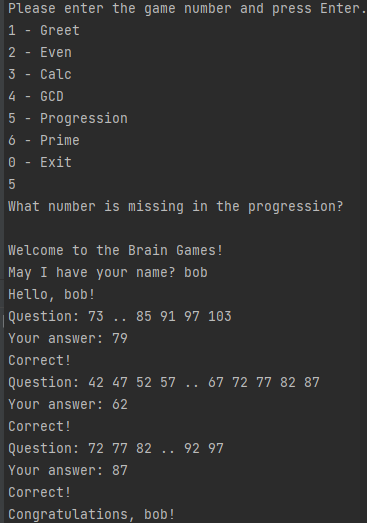 Please enter the game number and press Enter.
1 - Greet
2 - Even
3 - Calc
4 - GCD
5 - Progression
6 - Prime
0 - Exit
5
What number is missing in the progression?
Welcome to the Brain Games!
May I have your name? bob
Hello, bob!
Question: 73 .. 85 91 97 103
Your answer: 79
Correct!
Question: 42 47 52 57 .. 67 72 77 82 87
Your answer: 62
Correct!
Question: 72 77 82 .. 92 97
Your answer: 87
Correct!
Congratulations, bob!